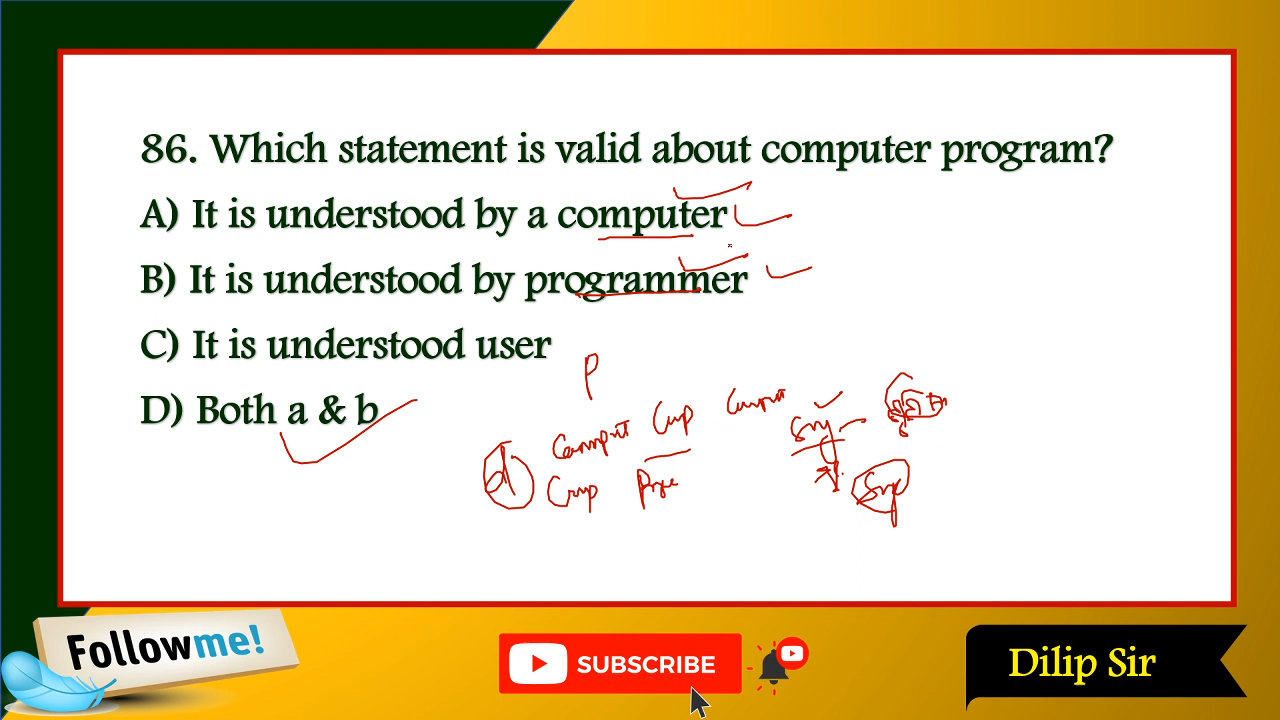 86. Which statement is valid about computer program?
A) It is understood by a computer
B) It is understood by programmer
C) It is understood user
D) Both a & b
P
d
Followme!
SUBSCRIBE
Dilip Sir